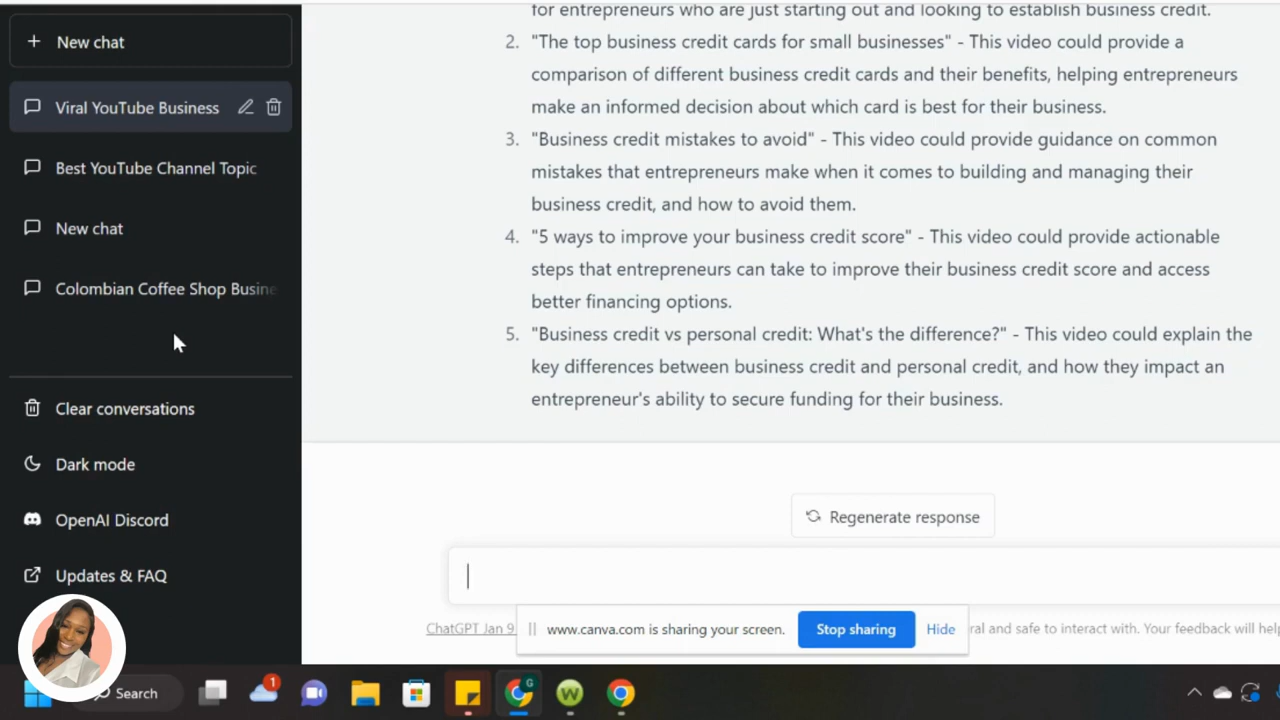 New chat
Viral YouTube Business
Best YouTube Channel Topic
New chat
Colombian Coffee Shop Busine
Clear conversations
Dark mode
OpenAI Discord
Updates & FAQ
for entrepreneurs who are just starting out and looking to establish business credit.
2. "The top business credit cards for small businesses" - This video could provide a
comparison of different business credit cards and their benefits, helping entrepreneurs
make an informed decision about which card is best for their business.
3. "Business credit mistakes to avoid" - This video could provide guidance on common
mistakes that entrepreneurs make when it comes to building and managing their
business credit, and how to avoid them.
4. "5 ways to improve your business credit score" - This video could provide actionable
steps that entrepreneurs can take to improve their business credit score and access
better financing options.
5. "Business credit vs personal credit: What's the difference?" - This video could explain the
key differences between business credit and personal credit, and how they impact an
entrepreneur's ability to secure funding for their business.
Regenerate response
ChatGPT Jan 9
www.canva.com is sharing your screen.
Stop sharing
Hide
ral and safe to interact with. Your feedback will help
Search
1
G
W